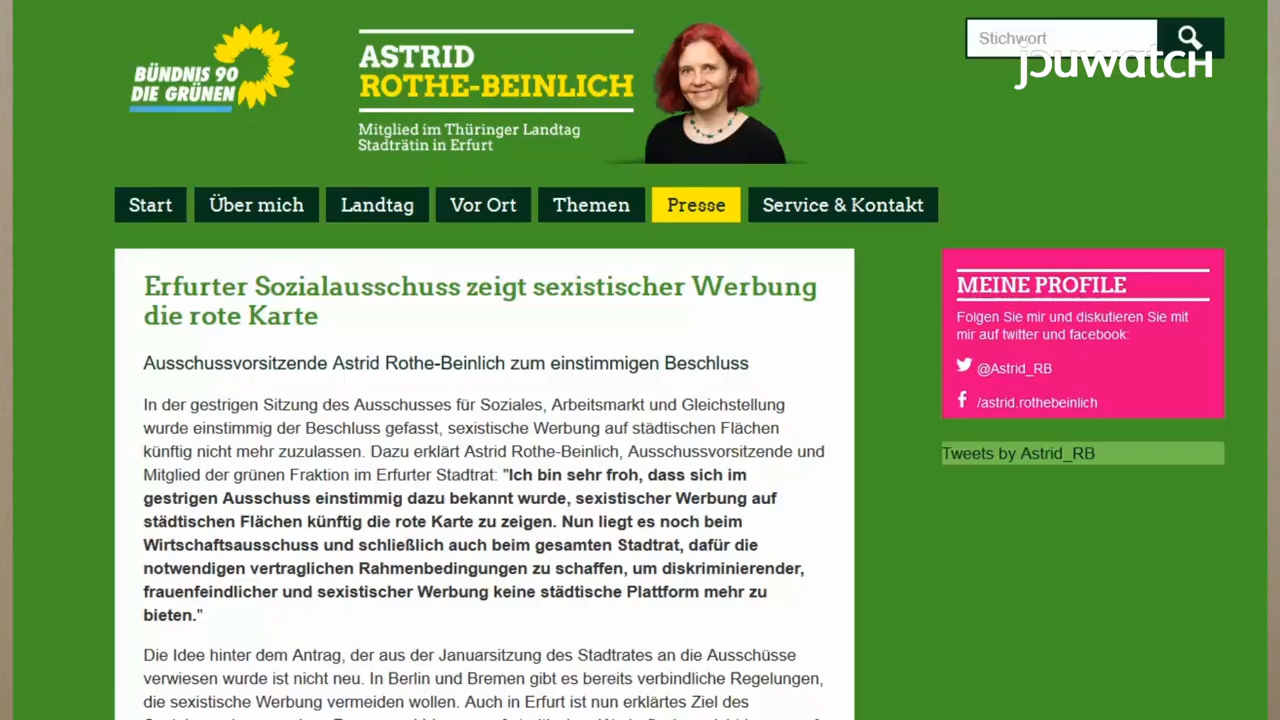 BÜNDNIS 90
DIE GRÜNEN
ASTRID
ROTHE-BEINLICH
Mitglied im Thüringer Landtag
Stadträtin in Erfurt
Stichwort
jouwatch
Start
Über mich
Landtag
Vor Ort
Themen
Presse
Service & Kontakt
Erfurter Sozialausschuss zeigt sexistischer Werbung
die rote Karte
Ausschussvorsitzende Astrid Rothe-Beinlich zum einstimmigen Beschluss
In der gestrigen Sitzung des Ausschusses für Soziales, Arbeitsmarkt und Gleichstellung
wurde einstimmig der Beschluss gefasst, sexistische Werbung auf städtischen Flächen
künftig nicht mehr zuzulassen. Dazu erklärt Astrid Rothe-Beinlich, Ausschussvorsitzende und
Mitglied der grünen Fraktion im Erfurter Stadtrat: "Ich bin sehr froh, dass sich im
gestrigen Ausschuss einstimmig dazu bekannt wurde, sexistischer Werbung auf
städtischen Flächen künftig die rote Karte zu zeigen. Nun liegt es noch beim
Wirtschaftsausschuss und schließlich auch beim gesamten Stadtrat, dafür die
notwendigen vertraglichen Rahmenbedingungen zu schaffen, um diskriminierender,
frauenfeindlicher und sexistischer Werbung keine städtische Plattform mehr zu
bieten."
Die Idee hinter dem Antrag, der aus der Januarsitzung des Stadtrates an die Ausschüsse
verwiesen wurde ist nicht neu. In Berlin und Bremen gibt es bereits verbindliche Regelungen,
die sexistische Werbung vermeiden wollen. Auch in Erfurt ist nun erklärtes Ziel des
MEINE PROFILE
Folgen Sie mir und diskutieren Sie mit
mir auf twitter und facebook:
@Astrid_RB
/astrid.rothebeinlich
Tweets by Astrid_RB